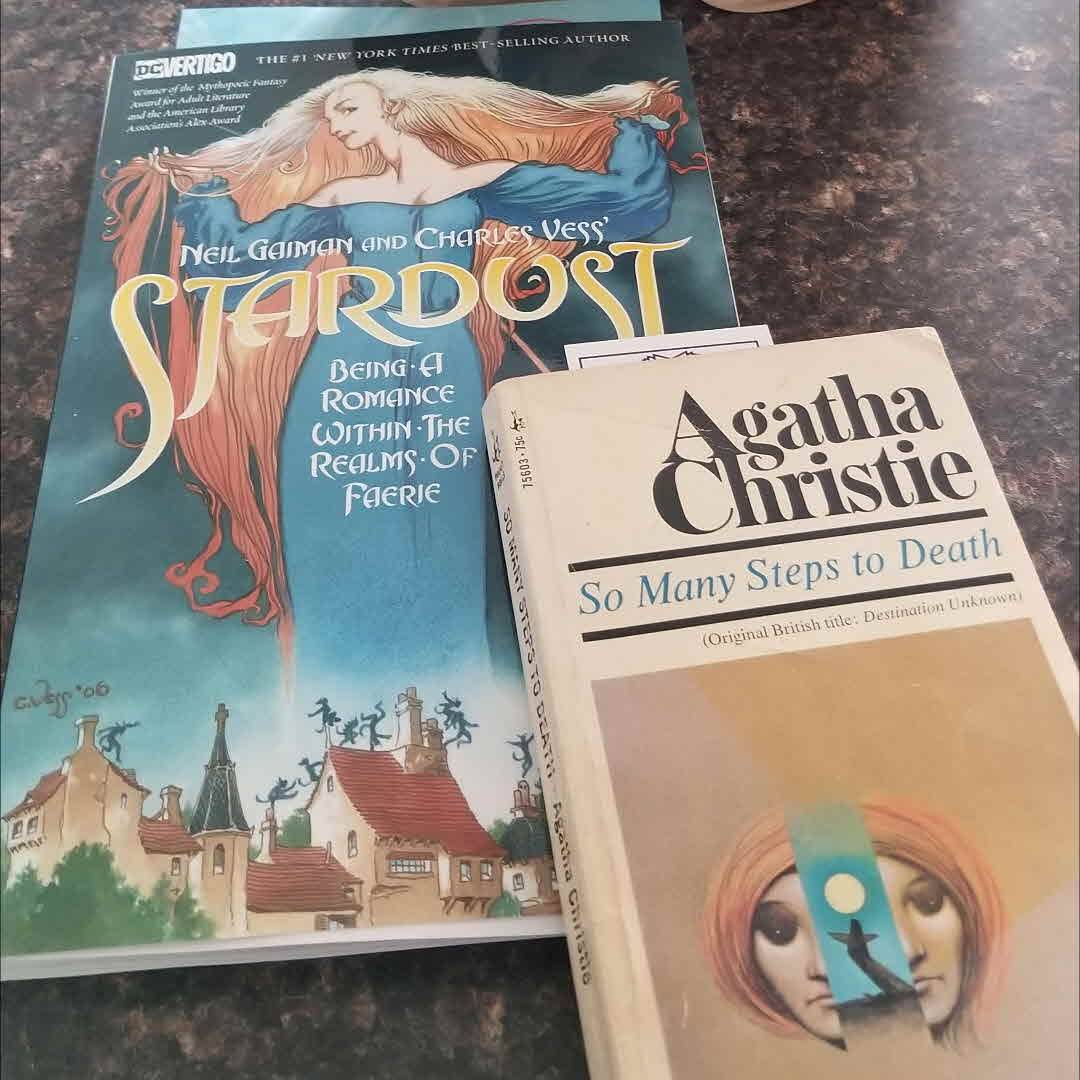 DC VERTIGO
THE #1 NEW YORK TIMES BEST-SELLING AUTHOR
Winner of the Mythopoeic Fantasy
Award for Adult Literature
and the American Library
Association's Alex Award
NEIL GAIMAN AND CHARLES VESS'
STARDUST
BEING·A
ROMANCE
WITHIN·THE
REALMS·OF
FAERIE
C.VESS '06
75603·75c
SO MANY STEPS TO DEATH Agatha Christie
Agatha
Christie
So Many Steps to Death
(Original British title: Destination Unknown)